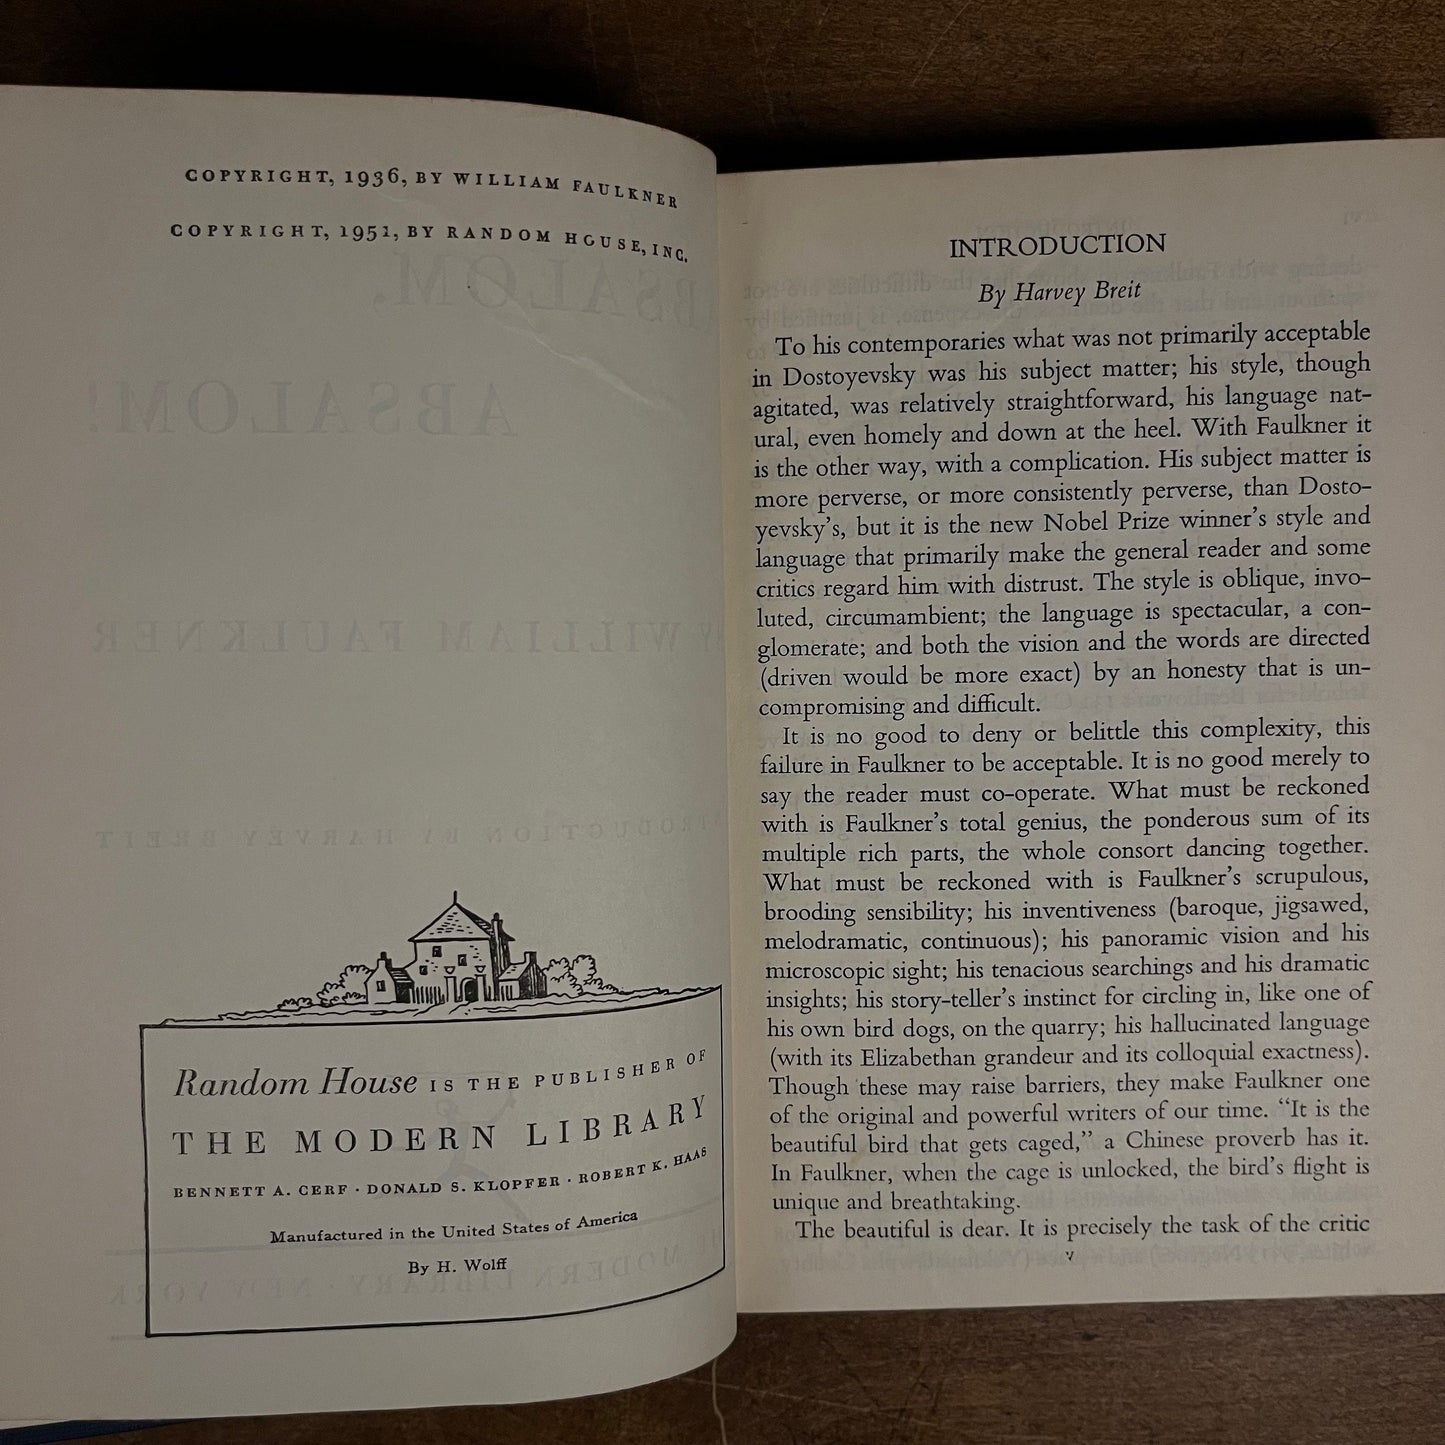 COPYRIGHT, 1936, BY WILLIAM FAULKNER
COPYRIGHT, 1951, BY RANDOM HOUSE, INC.
Random House IS THE PUBLISHER OF
THE MODERN LIBRARY
BENNETT A. CERF · DONALD S. KLOPFER · ROBERT K. HAAS
Manufactured in the United States of America
By H. Wolff
INTRODUCTION
By Harvey Breit
To his contemporaries what was not primarily acceptable
in Dostoyevsky was his subject matter; his style, though
agitated, was relatively straightforward, his language nat-
ural, even homely and down at the heel. With Faulkner it
is the other way, with a complication. His subject matter is
more perverse, or more consistently perverse, than Dosto-
yevsky's, but it is the new Nobel Prize winner's style and
language that primarily make the general reader and some
critics regard him with distrust. The style is oblique, invo-
luted, circumambient; the language is spectacular, a con-
glomerate; and both the vision and the words are directed
(driven would be more exact) by an honesty that is un-
compromising and difficult.
It is no good to deny or belittle this complexity, this
failure in Faulkner to be acceptable. It is no good merely to
say the reader must co-operate. What must be reckoned
with is Faulkner's total genius, the ponderous sum of its
multiple rich parts, the whole consort dancing together.
What must be reckoned with is Faulkner's scrupulous,
brooding sensibility; his inventiveness (baroque, jigsawed,
melodramatic, continuous); his panoramic vision and his
microscopic sight; his tenacious searchings and his dramatic
insights; his story-teller's instinct for circling in, like one of
his own bird dogs, on the quarry; his hallucinated language
(with its Elizabethan grandeur and its colloquial exactness).
Though these may raise barriers, they make Faulkner one
of the original and powerful writers of our time. "It is the
beautiful bird that gets caged," a Chinese proverb has it.
In Faulkner, when the cage is unlocked, the bird's flight is
unique and breathtaking.
The beautiful is dear. It is precisely the task of the critic
v